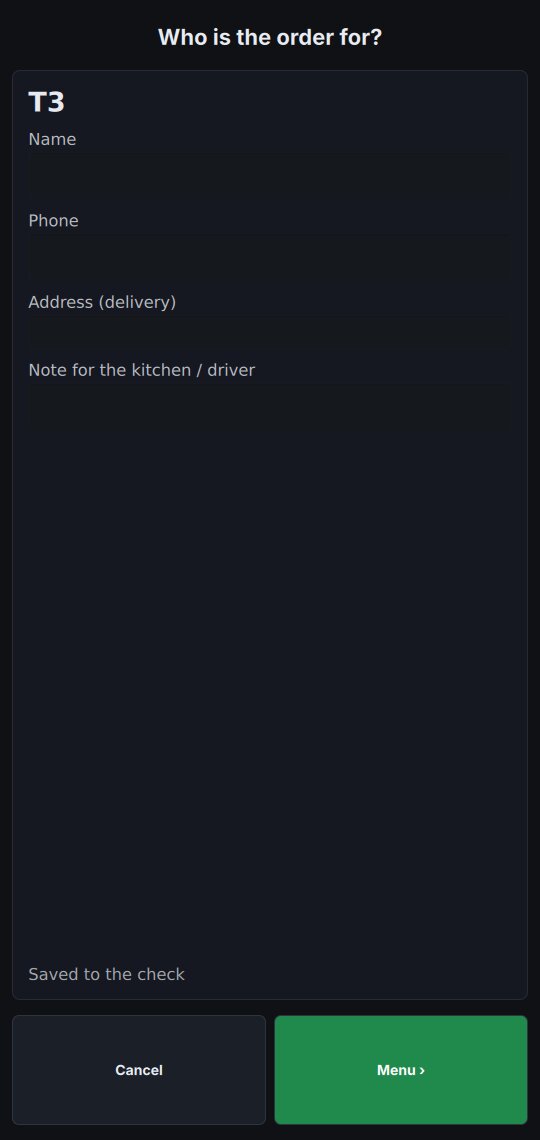 Who is the order for?
T3
Name
Phone
Address (delivery)
Note for the kitchen / driver
Saved to the check
Cancel
Menu ›